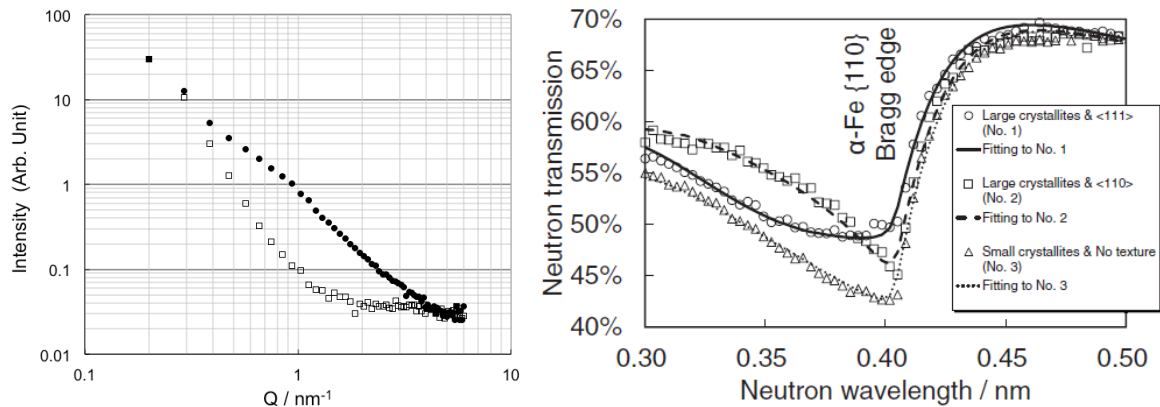 100
10
1
0.1
0.01
0.1
1
10
Intensity (Arb. Unit)
Q / nm⁻¹
70%
65%
60%
55%
50%
45%
40%
0.30
0.35
0.40
0.45
0.50
Neutron transmission
Neutron wavelength / nm
α-Fe {110}
Bragg edge
Large crystallites & <111>
(No. 1)
Fitting to No. 1
Large crystallites & <110>
(No. 2)
Fitting to No. 2
Small crystallites & No texture
(No. 3)
Fitting to No. 3